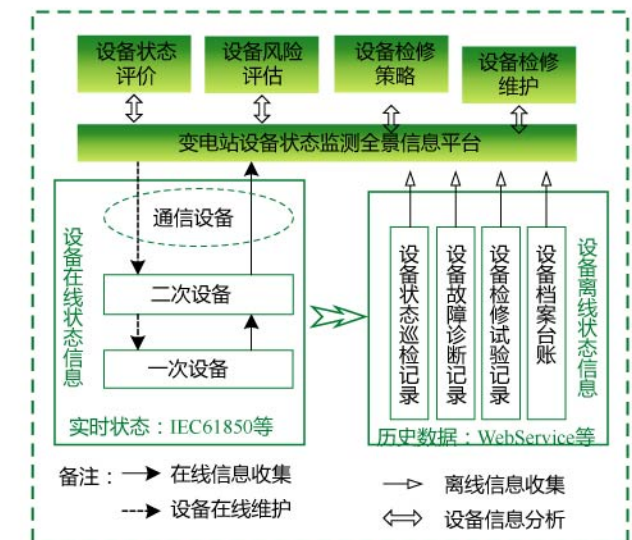 设备状态
评价
设备风险
评估
设备检修
策略
设备检修
维护
变电站设备状态监测全景信息平台
设备在线状态信息
通信设备
二次设备
一次设备
实时状态：IEC61850等
设备状态巡检记录
设备故障诊断记录
设备检修试验记录
设备档案台账
设备离线状态信息
历史数据：WebService等
备注：
在线信息收集
设备在线维护
离线信息收集
设备信息分析